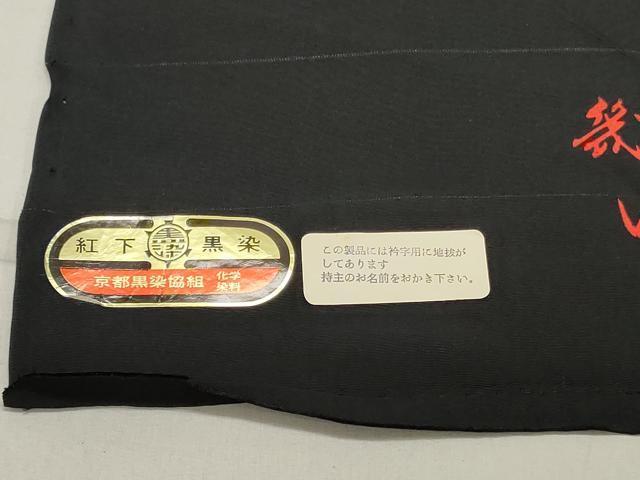 紅下黒染
黒染
京都黒染協組 化学
染料
この製品には衿字用に地抜が
してあります
持主のお名前をおかき下さい。